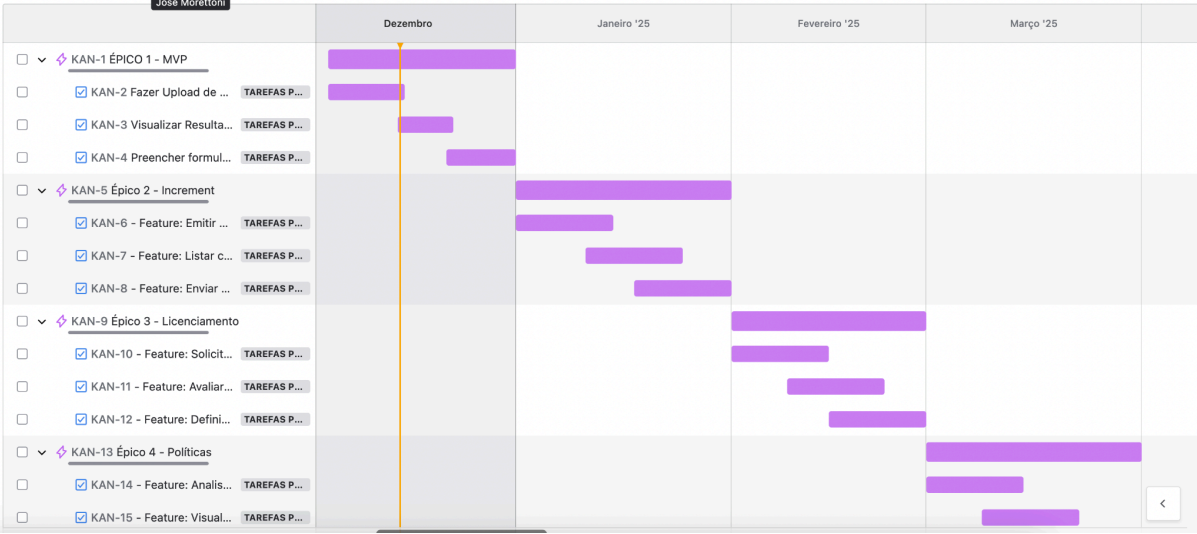 José Morettoni
Dezembro Janeiro '25 Fevereiro '25 Março '25
KAN-1 ÉPICO 1 - MVP
KAN-2 Fazer Upload de ... TAREFAS P...
KAN-3 Visualizar Resulta... TAREFAS P...
KAN-4 Preencher formul... TAREFAS P...
KAN-5 Épico 2 - Increment
KAN-6 - Feature: Emitir ... TAREFAS P...
KAN-7 - Feature: Listar c... TAREFAS P...
KAN-8 - Feature: Enviar ... TAREFAS P...
KAN-9 Épico 3 - Licenciamento
KAN-10 - Feature: Solicit... TAREFAS P...
KAN-11 - Feature: Avaliar... TAREFAS P...
KAN-12 - Feature: Defini... TAREFAS P...
KAN-13 Épico 4 - Políticas
KAN-14 - Feature: Analis... TAREFAS P...
KAN-15 - Feature: Visual... TAREFAS P...